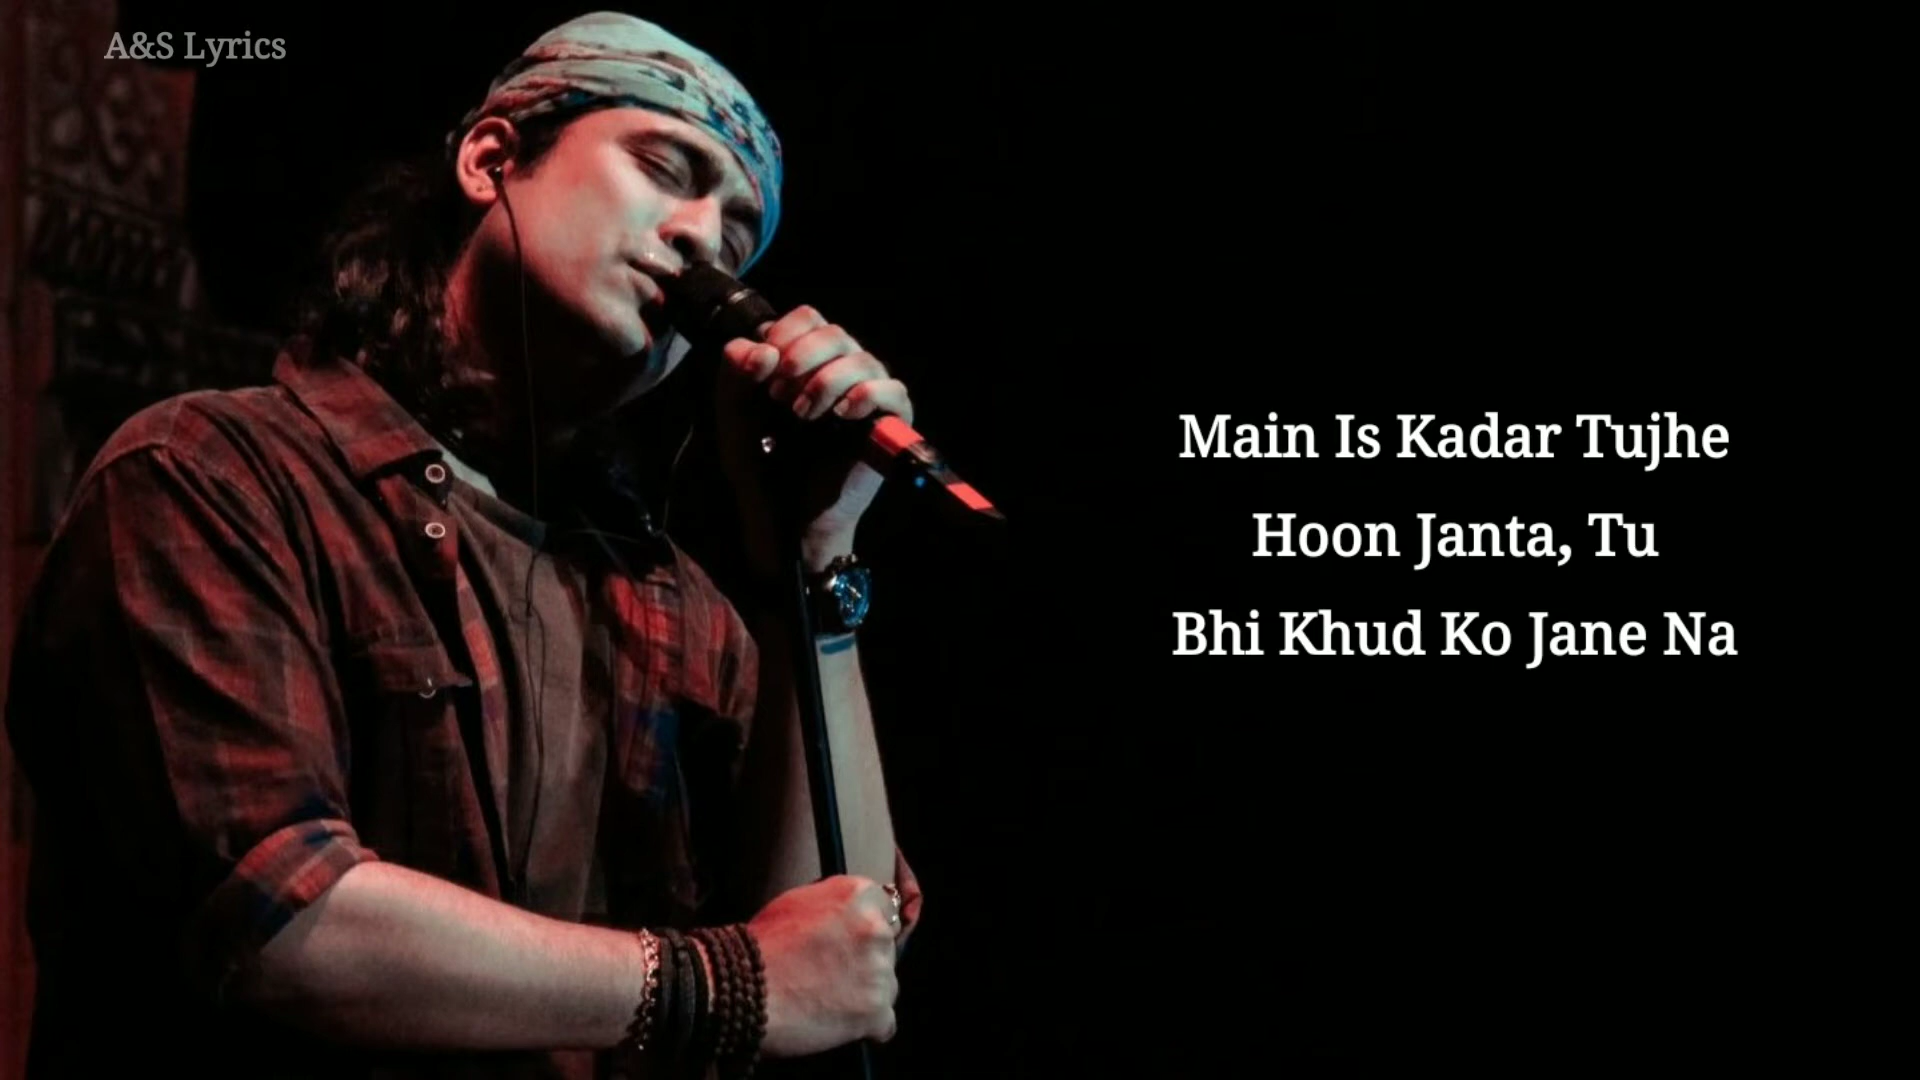 A&S Lyrics
Main Is Kadar Tujhe
Hoon Janta, Tu
Bhi Khud Ko Jane Na